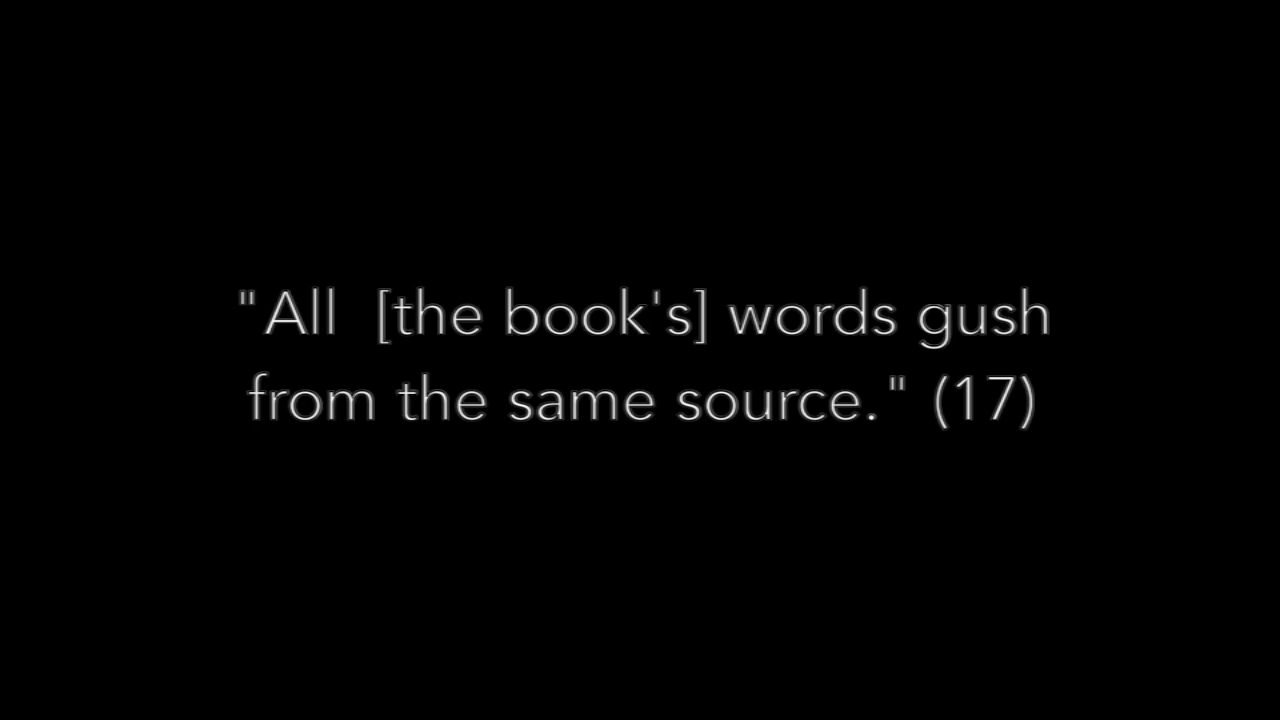 "All  [the book's] words gush
from the same source." (17)